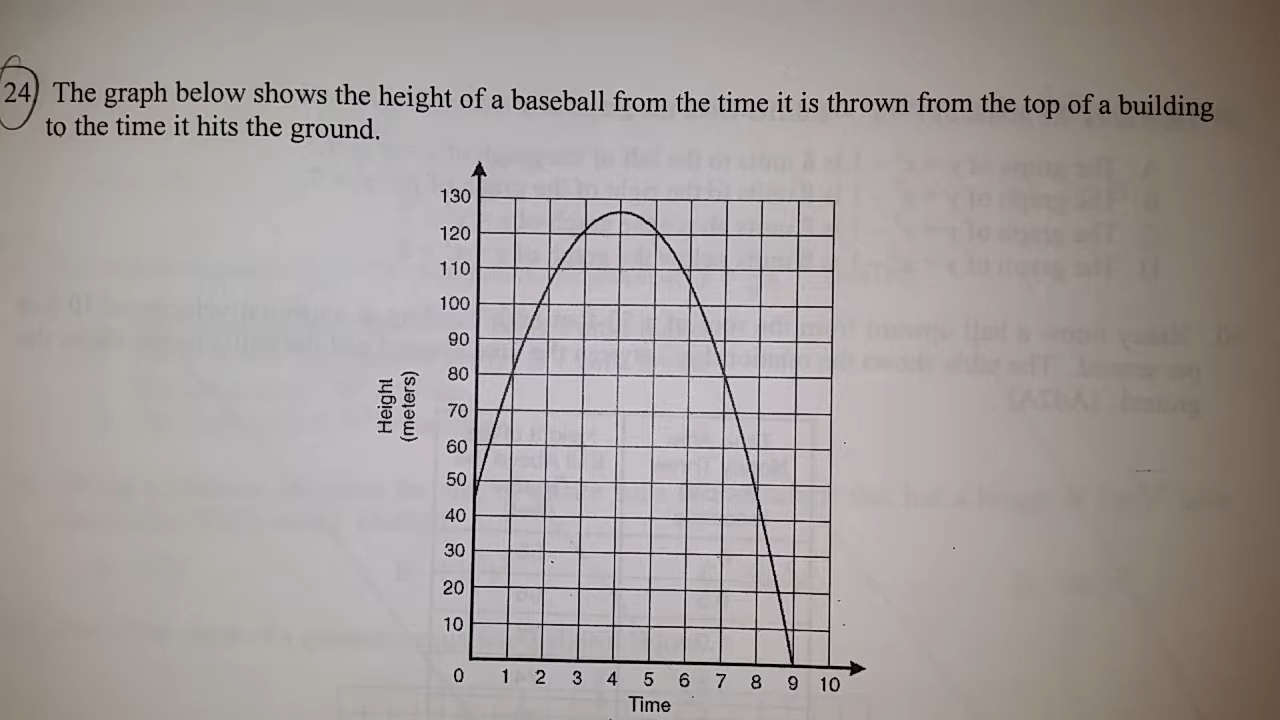 24 The graph below shows the height of a baseball from the time it is thrown from the top of a building
to the time it hits the ground.
130
120
110
100
90
80
70
60
50
40
30
20
10
0
Height
(meters)
1 2 3 4 5 6 7 8 9 10
Time